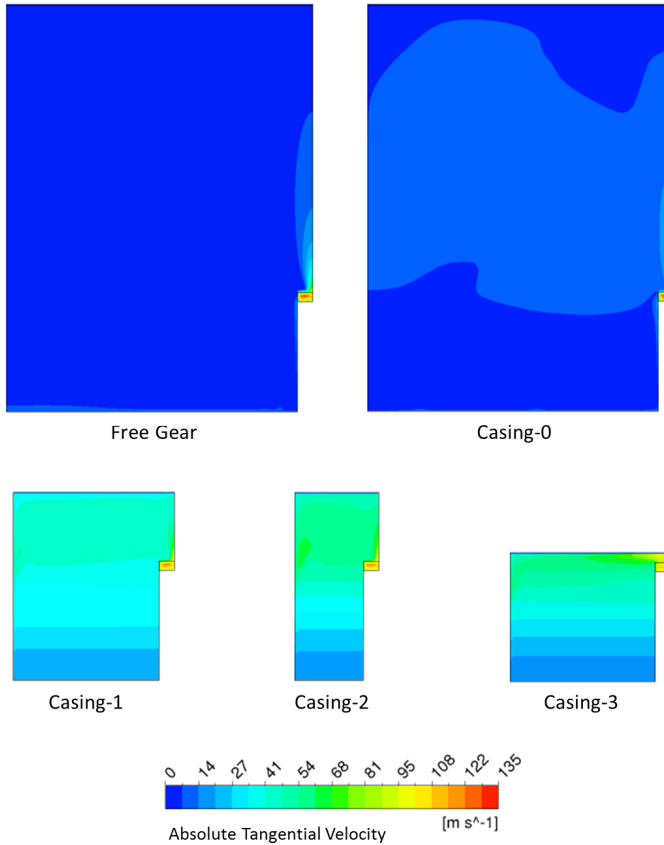 Free Gear
Casing-0
Casing-1
Casing-2
Casing-3
0 14 27 41 54 68 81 95 108 122 135
Absolute Tangential Velocity
[m s^-1]